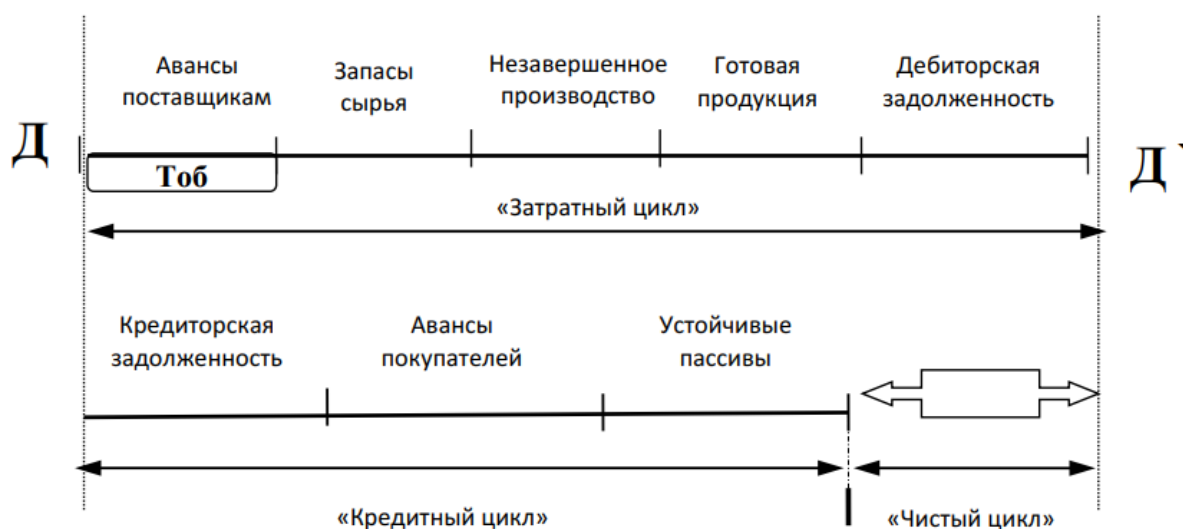 Авансы
поставщикам
Запасы
сырья
Незавершенное
производство
Готовая
продукция
Дебиторская
задолженность
Д
Тоб
Д`
«Затратный цикл»
Кредиторская
задолженность
Авансы
покупателей
Устойчивые
пассивы
«Кредитный цикл»
«Чистый цикл»